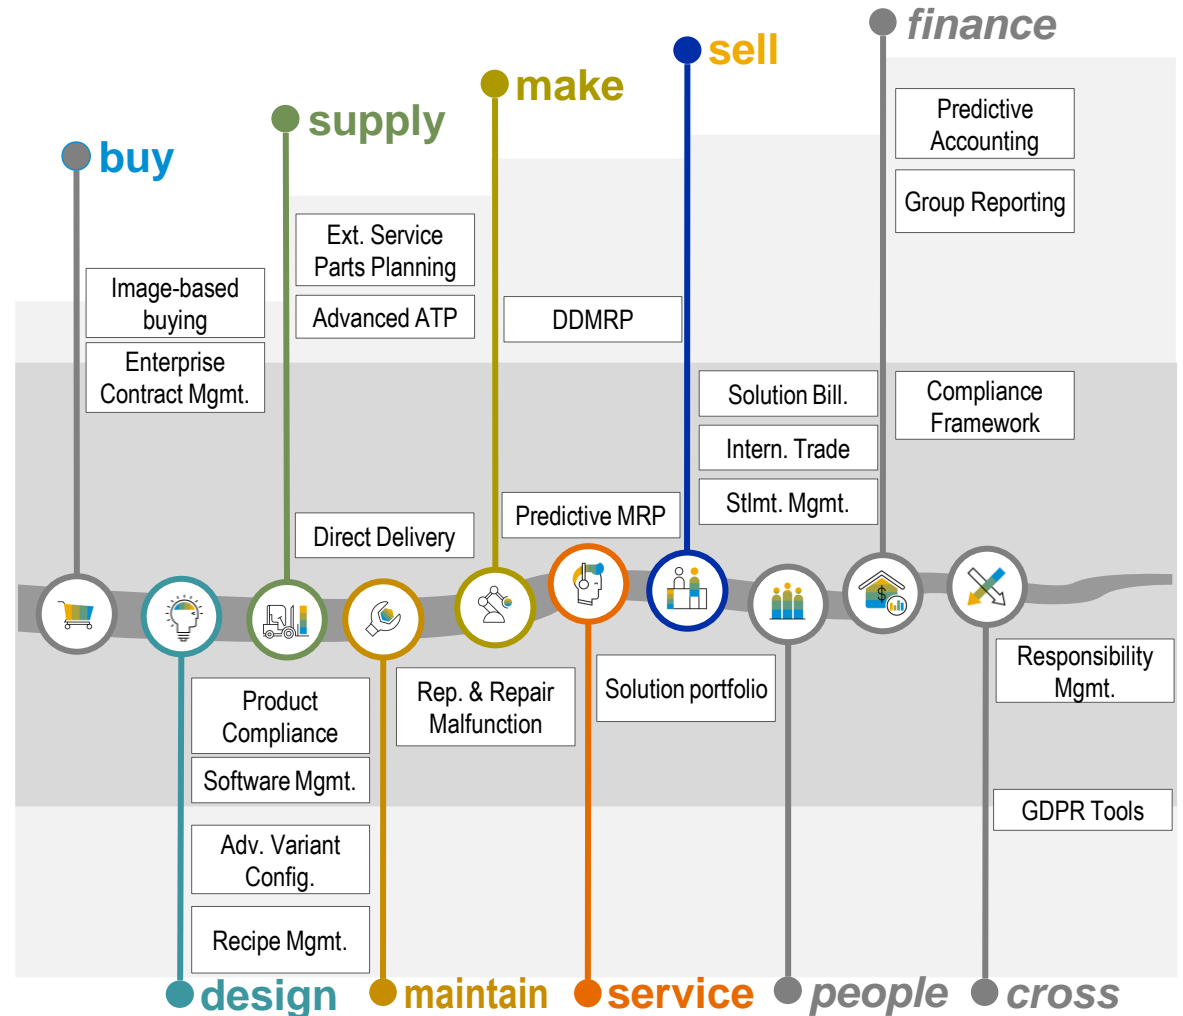 finance
sell
make
supply
buy
Predictive
Accounting
Group Reporting
Ext. Service
Parts Planning
Advanced ATP
Image-based
buying
DDMRP
Enterprise
Contract Mgmt.
Solution Bill.
Compliance
Framework
Intern. Trade
Stlmt. Mgmt.
Predictive MRP
Direct Delivery
$
Product
Compliance
Rep. & Repair
Malfunction
Solution portfolio
Responsibility
Mgmt.
Software Mgmt.
GDPR Tools
Adv. Variant
Config.
Recipe Mgmt.
design
maintain
service
people
cross